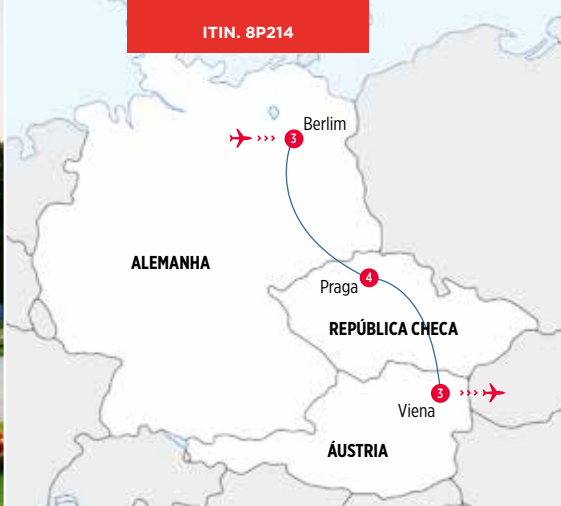 ITIN. 8P214
››› 3
Berlim
ALEMANHA
4
Praga
REPÚBLICA CHECA
3 ›››
Viena
ÁUSTRIA